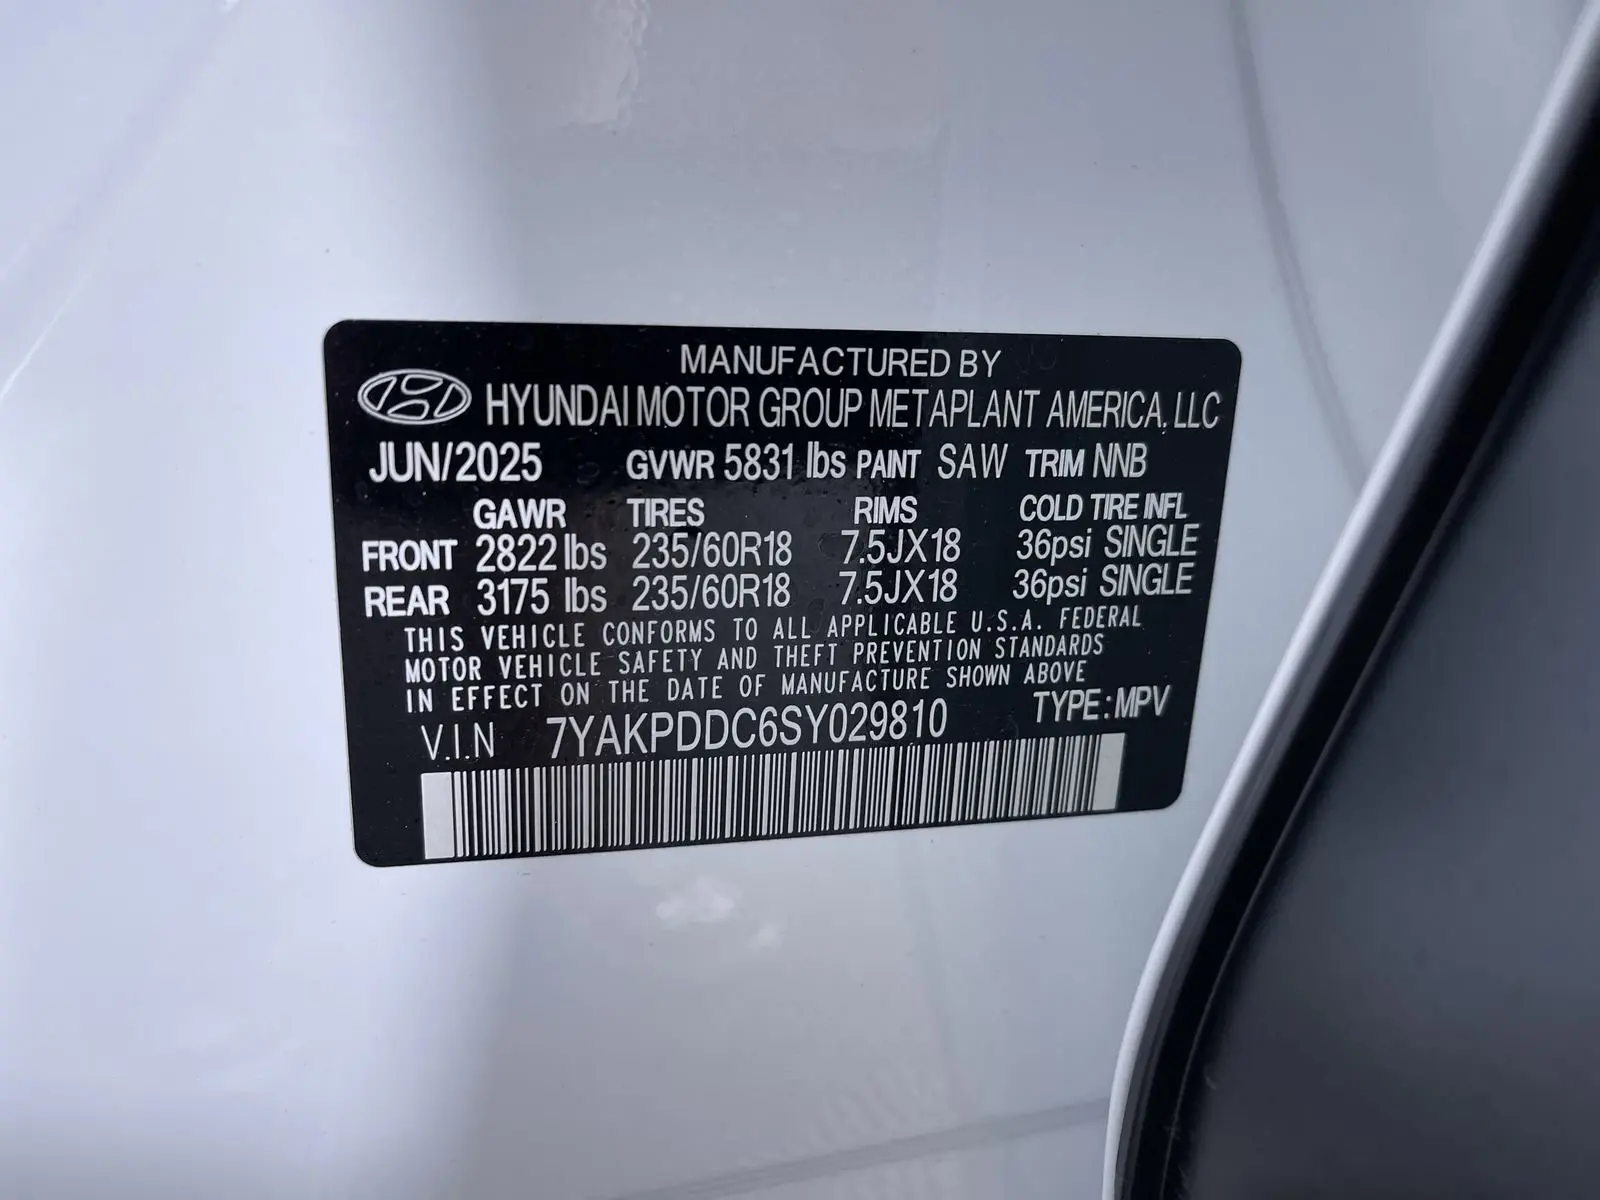 MANUFACTURED BY
HYUNDAI MOTOR GROUP METAPLANT AMERICA, LLC
JUN/2025 GVWR 5831 lbs PAINT SAW TRIM NNB
GAWR TIRES RIMS COLD TIRE INFL
FRONT 2822 lbs 235/60R18 7.5JX18 36psi SINGLE
REAR 3175 lbs 235/60R18 7.5JX18 36psi SINGLE
THIS VEHICLE CONFORMS TO ALL APPLICABLE U.S.A. FEDERAL
MOTOR VEHICLE SAFETY AND THEFT PREVENTION STANDARDS
IN EFFECT ON THE DATE OF MANUFACTURE SHOWN ABOVE
V.I.N 7YAKPDDC6SY029810 TYPE: MPV